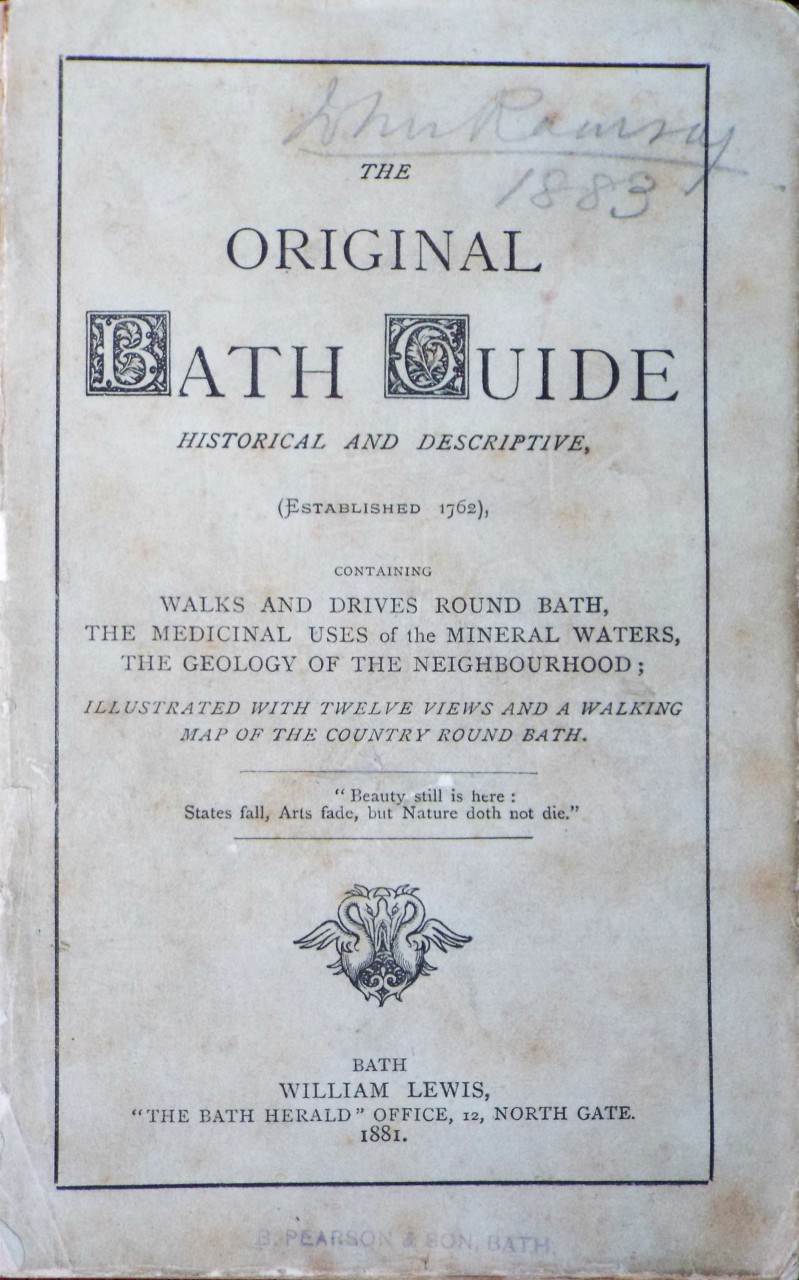 John Ramsay
1883
THE
ORIGINAL
BATH GUIDE
HISTORICAL AND DESCRIPTIVE,
(ESTABLISHED 1762),
CONTAINING
WALKS AND DRIVES ROUND BATH,
THE MEDICINAL USES of the MINERAL WATERS,
THE GEOLOGY OF THE NEIGHBOURHOOD;
ILLUSTRATED WITH TWELVE VIEWS AND A WALKING
MAP OF THE COUNTRY ROUND BATH.
"Beauty still is here:
States fall, Arts fade, but Nature doth not die."
BATH
WILLIAM LEWIS,
"THE BATH HERALD" OFFICE, 12, NORTH GATE.
1881.
B. PEARSON & SON, BATH.